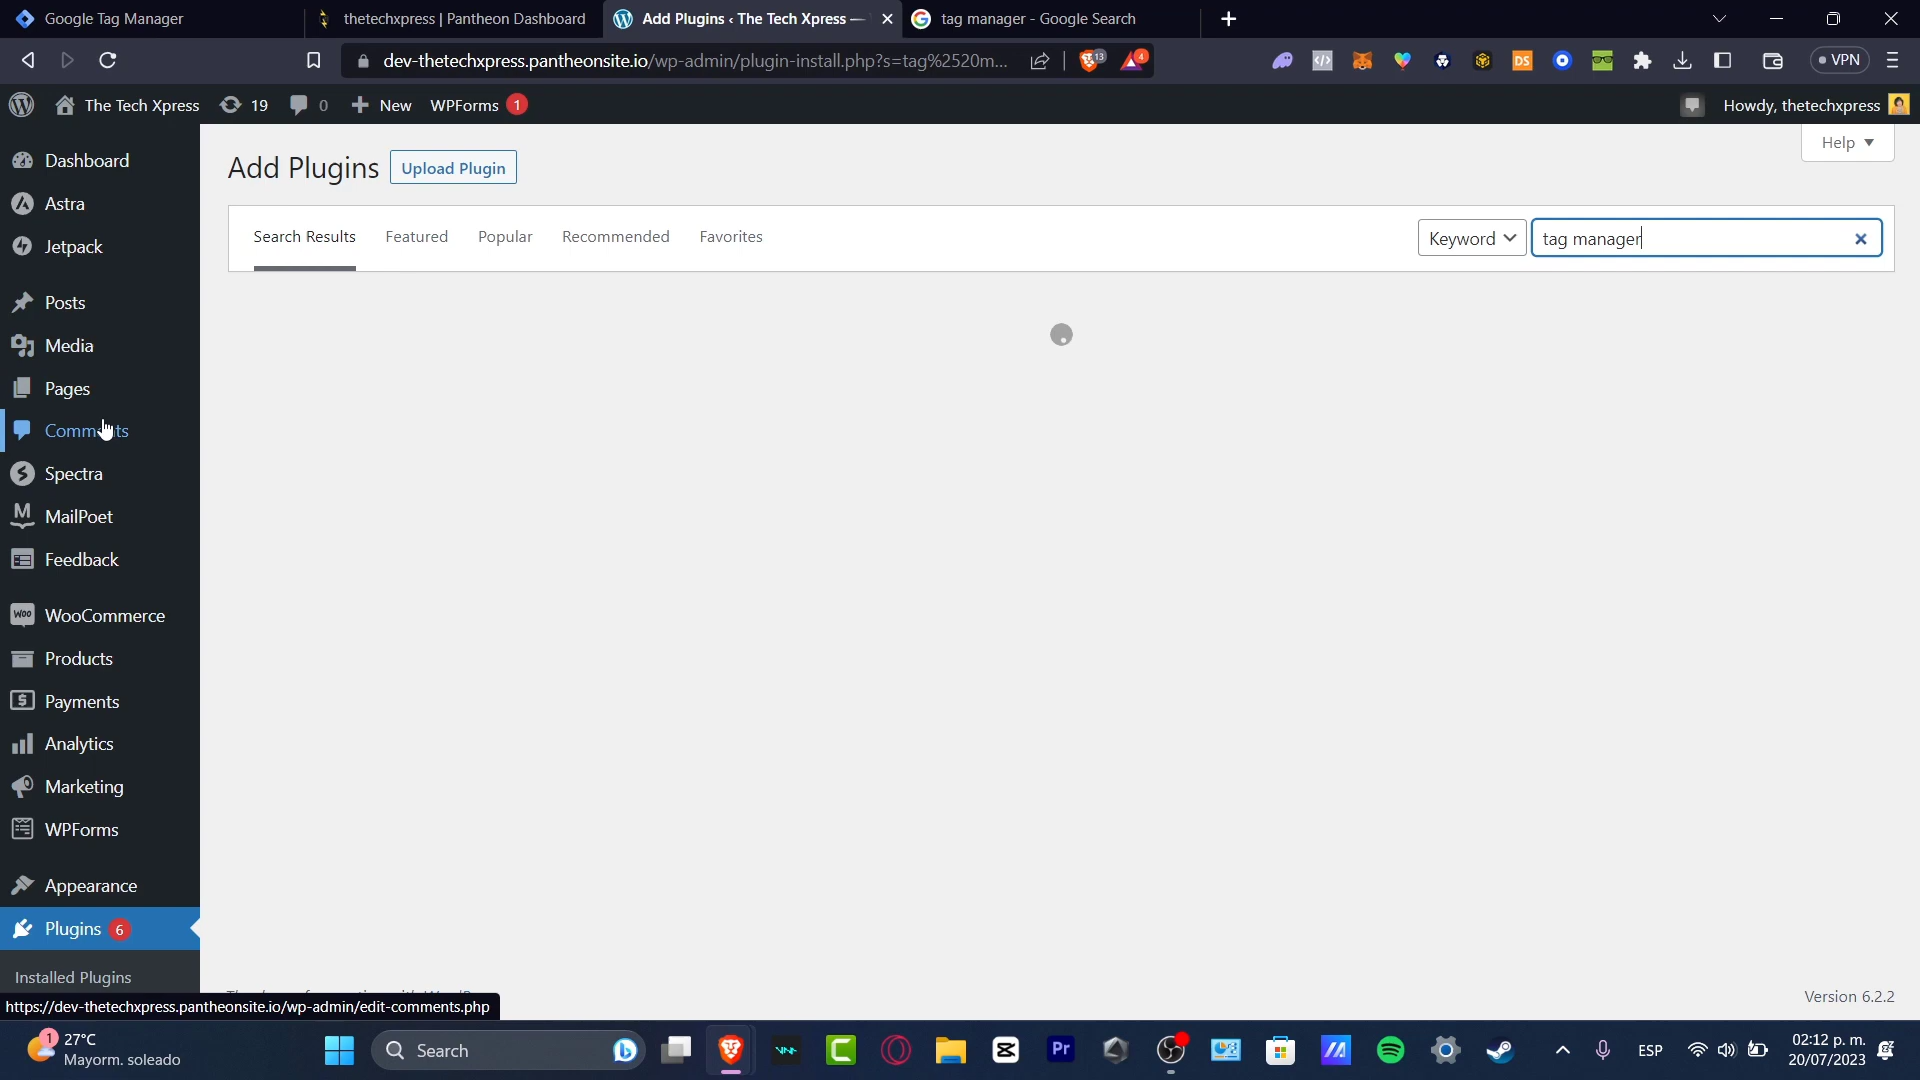 Google Tag Manager
thetechxpress | Pantheon Dashboard
Add Plugins ‹ The Tech Xpress —
tag manager - Google Search
dev-thetechxpress.pantheonsite.io/wp-admin/plugin-install.php?s=tag%2520m...
13
4
DS
VPN
The Tech Xpress
19
0
New
WPForms 1
Howdy, thetechxpress
Dashboard
Astra
Jetpack
Posts
Media
Pages
Comments
Spectra
MailPoet
Feedback
WooCommerce
Products
Payments
Analytics
Marketing
WPForms
Appearance
Plugins 6
Installed Plugins
Add Plugins
Upload Plugin
Help
Search Results
Featured
Popular
Recommended
Favorites
Keyword
tag manager
Version 6.2.2
https://dev-thetechxpress.pantheonsite.io/wp-admin/edit-comments.php
1
27°C
Mayorm. soleado
Search
Pr
ESP
02:12 p. m.
20/07/2023